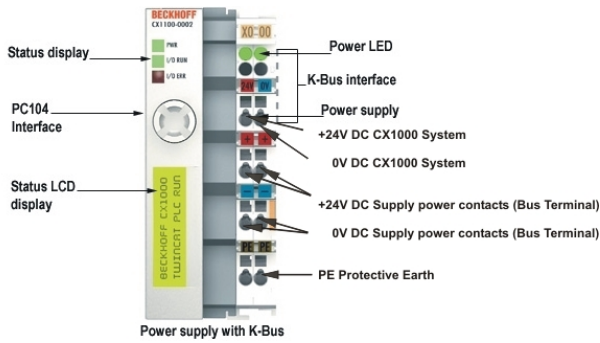 BECKHOFF
CX1100-0002
PWR
I/O RUN
I/O ERR
X0 00
24V 0V
+ +
PE PE
BECKHOFF CX1000
TWINCAT PLC RUN
Status display
PC104
Interface
Status LCD
display
Power LED
K-Bus interface
Power supply
+24V DC CX1000 System
0V DC CX1000 System
+24V DC Supply power contacts (Bus Terminal)
0V DC Supply power contacts (Bus Terminal)
PE Protective Earth
Power supply with K-Bus